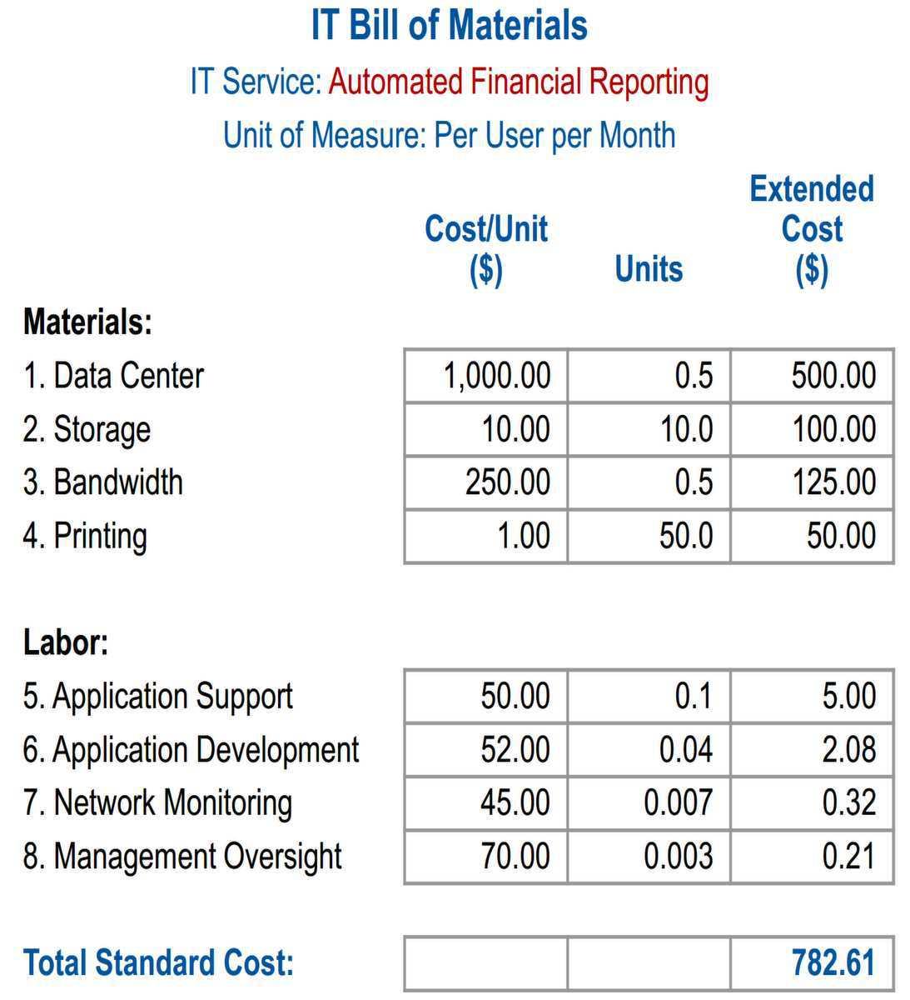 IT Bill of Materials
IT Service: Automated Financial Reporting
Unit of Measure: Per User per Month
Cost/Unit ($) Units Extended Cost ($)
Materials:
1. Data Center 1,000.00 0.5 500.00
2. Storage 10.00 10.0 100.00
3. Bandwidth 250.00 0.5 125.00
4. Printing 1.00 50.0 50.00
Labor:
5. Application Support 50.00 0.1 5.00
6. Application Development 52.00 0.04 2.08
7. Network Monitoring 45.00 0.007 0.32
8. Management Oversight 70.00 0.003 0.21
Total Standard Cost: 782.61